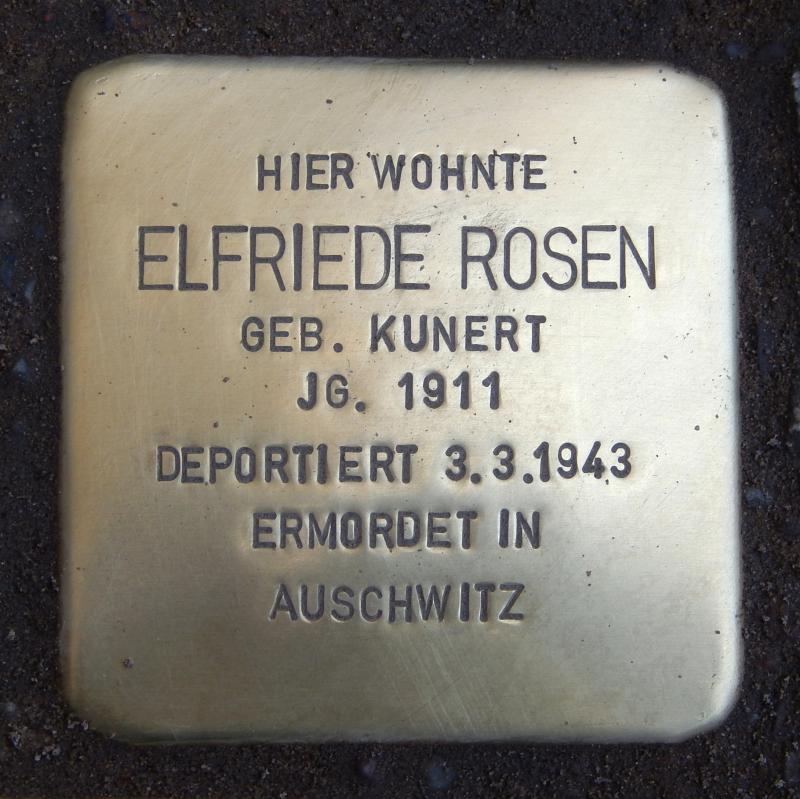 HIER WOHNTE
ELFRIEDE ROSEN
GEB. KUNERT
JG. 1911
DEPORTIERT 3.3.1943
ERMORDET IN
AUSCHWITZ